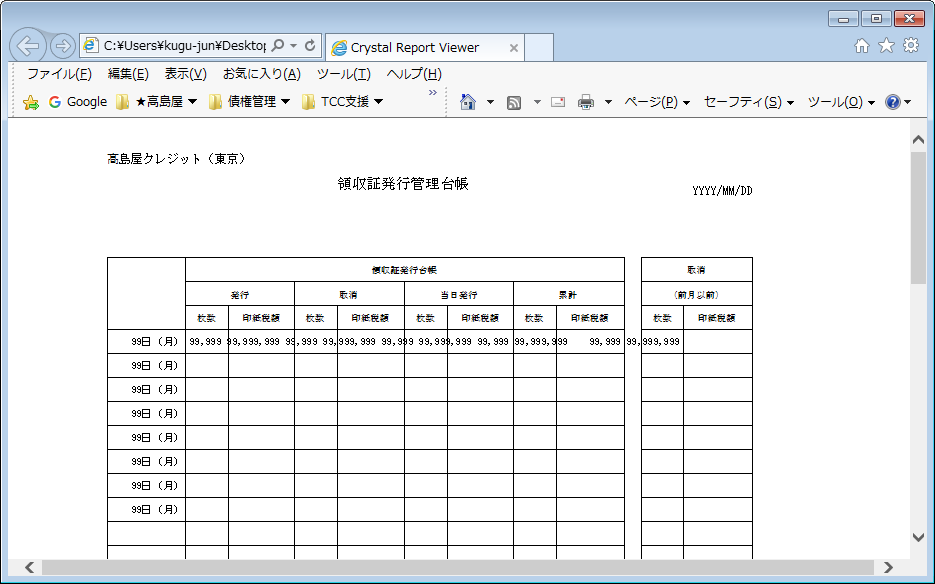 C:¥Users¥kugu-jun¥Desktop
Crystal Report Viewer
ファイル(F) 編集(E) 表示(V) お気に入り(A) ツール(T) ヘルプ(H)
Google ★高島屋 債権管理 TCC支援 » ページ(P) セーフティ(S) ツール(O)
高島屋クレジット（東京）
領収証発行管理台帳
YYYY/MM/DD
領収証発行台帳 取消
発行 取消 当日発行 累計 (前月以前)
枚数 印紙税額 枚数 印紙税額 枚数 印紙税額 枚数 印紙税額 枚数 印紙税額
99日（月） 99,999 99,999,999 99,999 99,999,999 99,999 99,999,999 99,999 99,999,999 99,999 99,999,999
99日（月）
99日（月）
99日（月）
99日（月）
99日（月）
99日（月）
99日（月）